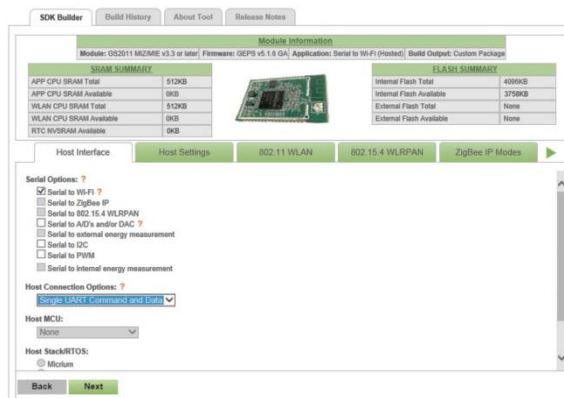 SDK Builder Build History About Tool Release Notes
Module Information
Module: GS2011 MIZ/MIE v3.3 or later Firmware: GEPS v5.1.6 GA Application: Serial to Wi-Fi (Hosted) Build Output: Custom Package
SRAM SUMMARY
APP CPU SRAM Total 512KB
APP CPU SRAM Available 0KB
WLAN CPU SRAM Total 512KB
WLAN CPU SRAM Available 0KB
RTC NVSRAM Available 0KB
FLASH SUMMARY
Internal Flash Total 4096KB
Internal Flash Available 3758KB
External Flash Total None
External Flash Available None
Host Interface Host Settings 802.11 WLAN 802.15.4 WLRPAN ZigBee IP Modes
Serial Options: ?
Serial to Wi-Fi ?
Serial to ZigBee IP
Serial to 802.15.4 WLRPAN
Serial to A/D's and/or DAC ?
Serial to external energy measurement
Serial to I2C
Serial to PWM
Serial to internal energy measurement
Host Connection Options: ?
Single UART Command and Data
Host MCU:
None
Host Stack/RTOS:
Micrium
Back Next